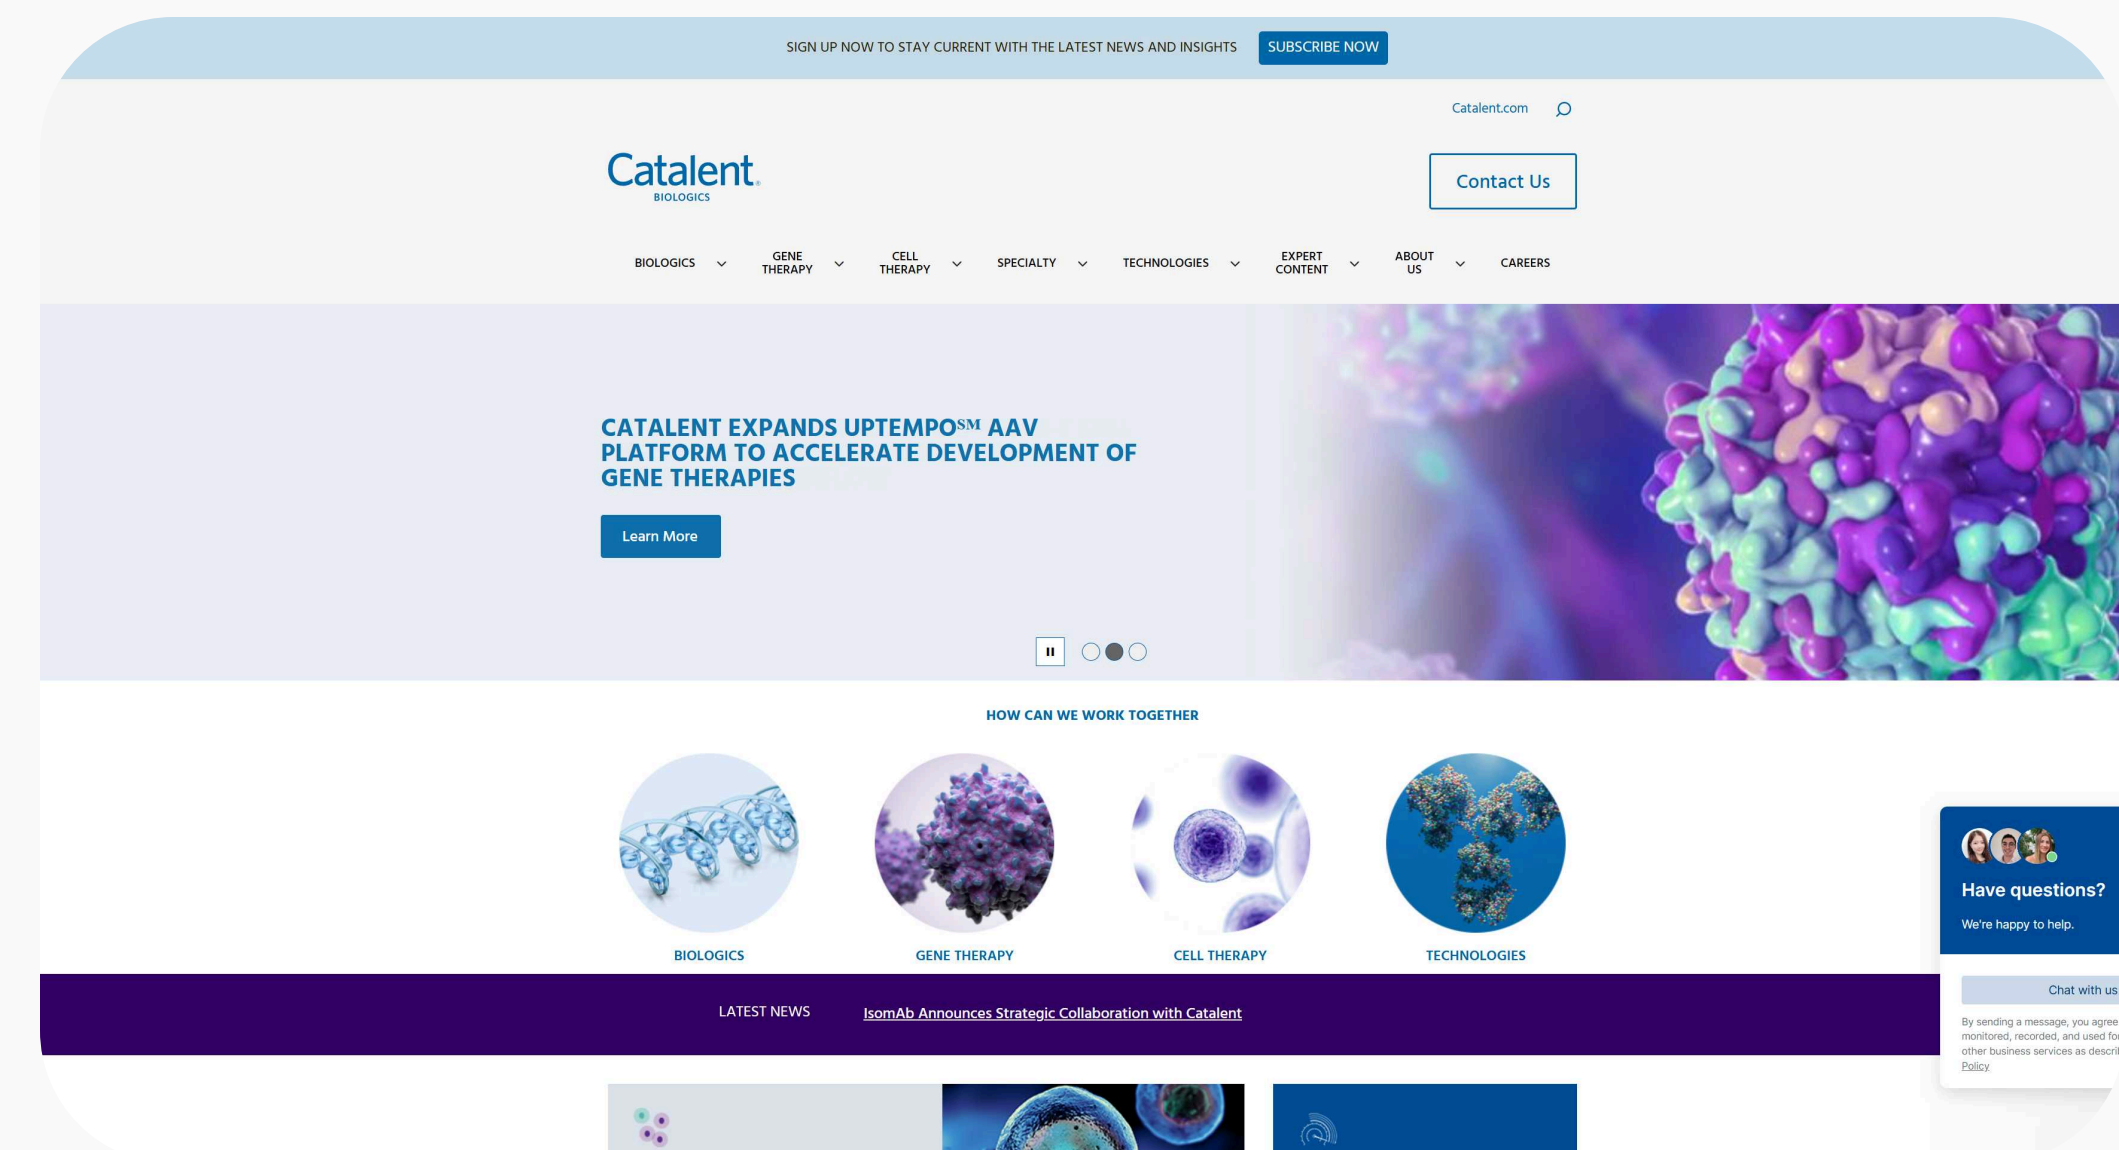 SIGN UP NOW TO STAY CURRENT WITH THE LATEST NEWS AND INSIGHTS
SUBSCRIBE NOW
Catalent.com
Catalent®
BIOLOGICS
Contact Us
BIOLOGICS
GENE
THERAPY
CELL
THERAPY
SPECIALTY
TECHNOLOGIES
EXPERT
CONTENT
ABOUT
US
CAREERS
CATALENT EXPANDS UPTEMPO℠ AAV
PLATFORM TO ACCELERATE DEVELOPMENT OF
GENE THERAPIES
Learn More
HOW CAN WE WORK TOGETHER
BIOLOGICS
GENE THERAPY
CELL THERAPY
TECHNOLOGIES
LATEST NEWS
IsomAb Announces Strategic Collaboration with Catalent
Have questions?
We're happy to help.
Chat with us
By sending a message, you agree
monitored, recorded, and used for
other business services as
Policy